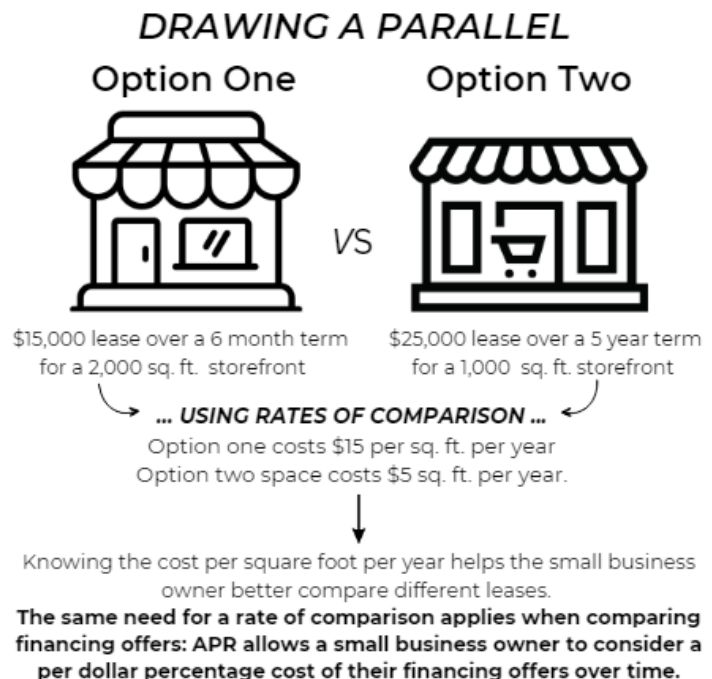 DRAWING A PARALLEL
Option One
Option Two
VS
$15,000 lease over a 6 month term
for a 2,000 sq. ft. storefront
$25,000 lease over a 5 year term
for a 1,000 sq. ft. storefront
... USING RATES OF COMPARISON ...
Option one costs $15 per sq. ft. per year
Option two space costs $5 sq. ft. per year.
Knowing the cost per square foot per year helps the small business
owner better compare different leases.
The same need for a rate of comparison applies when comparing
financing offers: APR allows a small business owner to consider a
per dollar percentage cost of their financing offers over time.